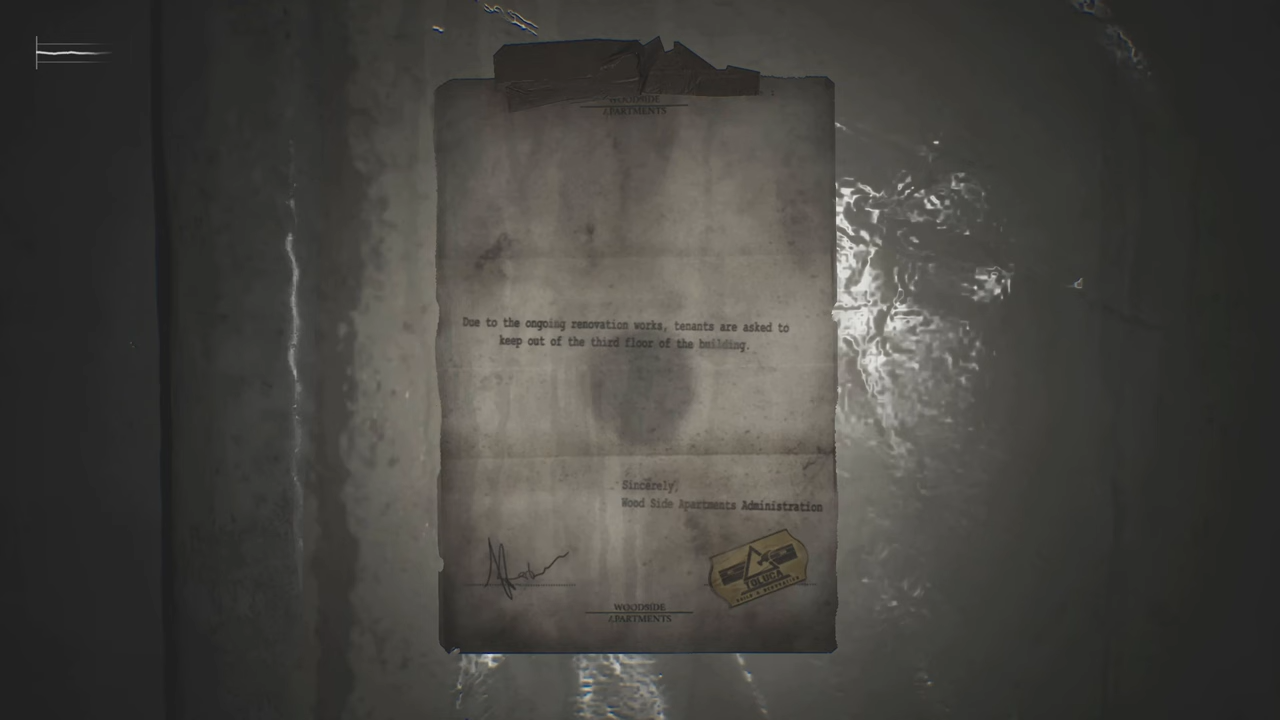 WOODSIDE
APARTMENTS
Due to the ongoing renovation works, tenants are asked to
keep out of the third floor of the building.
Sincerely,
Wood Side Apartments Administration
TOLUCA
WOODSIDE
APARTMENTS